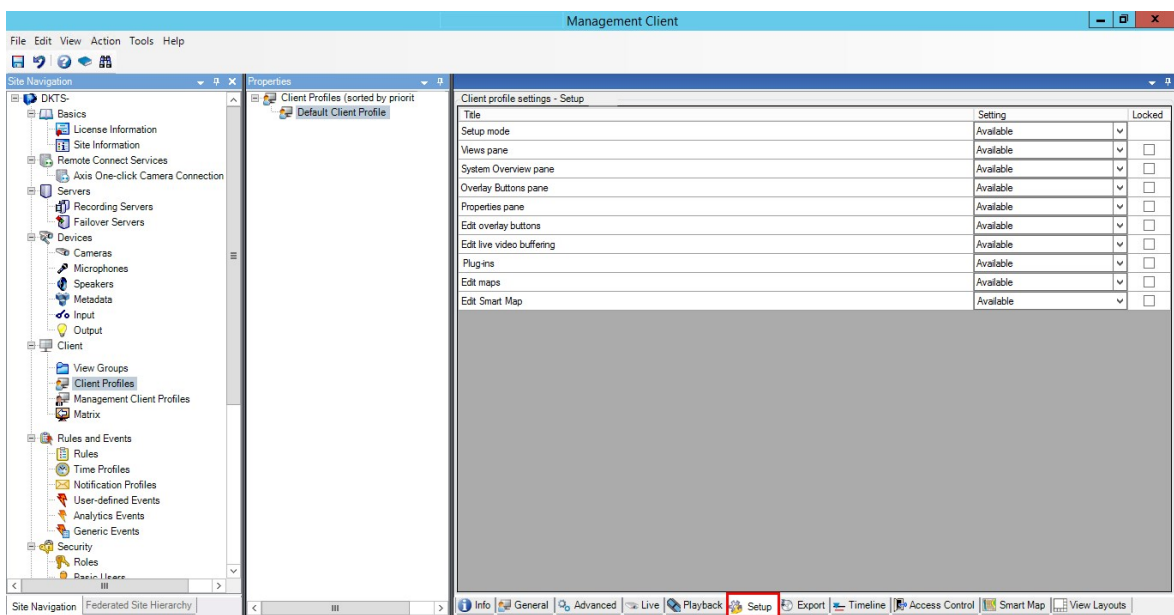 Management Client
File Edit View Action Tools Help
Site Navigation
DKTS-
Basics
License Information
Site Information
Remote Connect Services
Axis One-click Camera Connection
Servers
Recording Servers
Failover Servers
Devices
Cameras
Microphones
Speakers
Metadata
Input
Output
Client
View Groups
Client Profiles
Management Client Profiles
Matrix
Rules and Events
Rules
Time Profiles
Notification Profiles
User-defined Events
Analytics Events
Generic Events
Security
Roles
Basic Users
Site Navigation Federated Site Hierarchy
Properties
Client Profiles (sorted by priorit
Default Client Profile
Client profile settings - Setup
Title Setting Locked
Setup mode Available
Views pane Available
System Overview pane Available
Overlay Buttons pane Available
Properties pane Available
Edit overlay buttons Available
Edit live video buffering Available
Plug-ins Available
Edit maps Available
Edit Smart Map Available
Info General Advanced Live Playback Setup Export Timeline Access Control Smart Map View Layouts